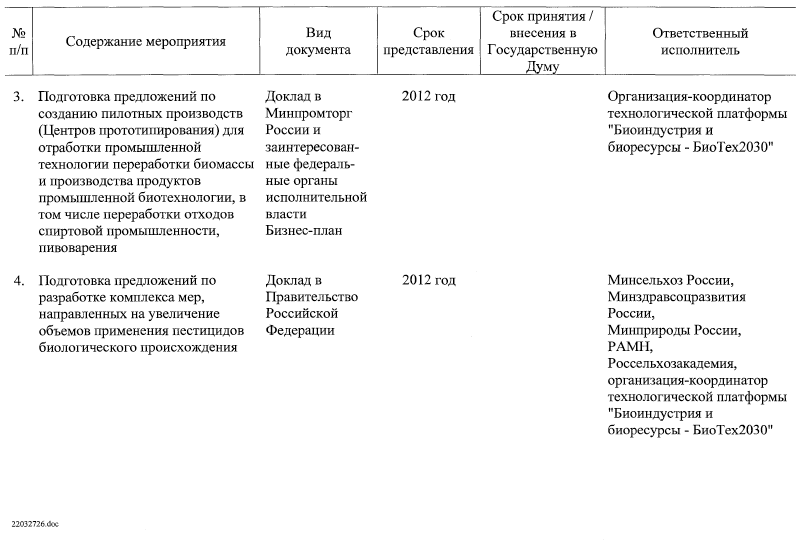 №
п/п
Содержание мероприятия
Вид
документа
Срок
представления
Срок принятия /
внесения в
Государственную
Думу
Ответственный
исполнитель
3.
Подготовка предложений по
созданию пилотных производств
(Центров прототипирования) для
отработки промышленной
технологии переработки биомассы
и производства продуктов
промышленной биотехнологии, в
том числе переработки отходов
спиртовой промышленности,
пивоварения
Доклад в
Минпромторг
России и
заинтересован-
ные федераль-
ные органы
исполнительной
власти
Бизнес-план
2012 год
Организация-координатор
технологической платформы
"Биоиндустрия и
биоресурсы - БиоТех2030"
4.
Подготовка предложений по
разработке комплекса мер,
направленных на увеличение
объемов применения пестицидов
биологического происхождения
Доклад в
Правительство
Российской
Федерации
2012 год
Минсельхоз России,
Минздравсоцразвития
России,
Минприроды России,
РАМН,
Россельхозакадемия,
организация-координатор
технологической платформы
"Биоиндустрия и
биоресурсы - БиоТех2030"
22032726.doc